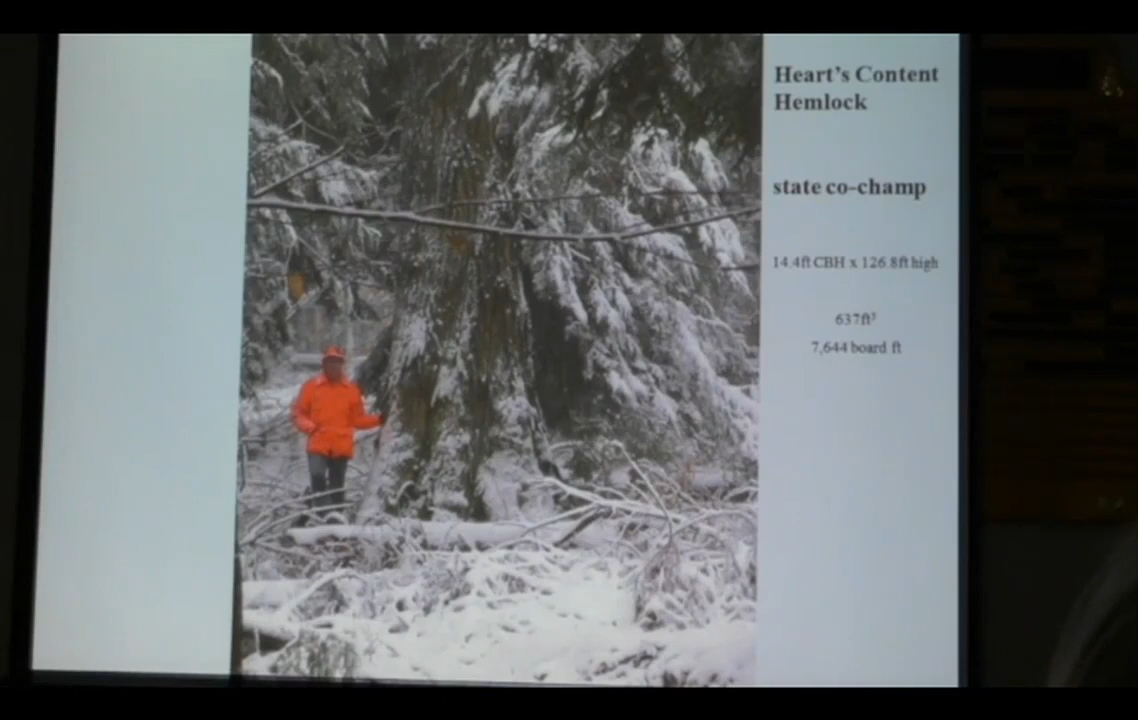 Heart's Content
Hemlock
state co-champ
14.4ft CBH x 126.8ft high
637ft³
7,644 board ft